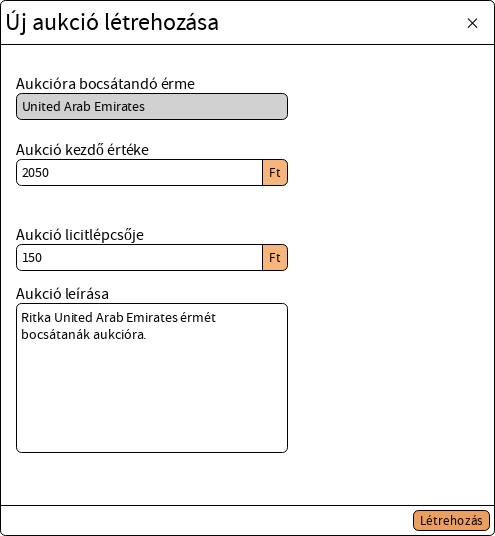 Új aukció létrehozása
Aukcióra bocsátandó érme
United Arab Emirates
Aukció kezdő értéke
2050 Ft
Aukció licitlépcsője
150 Ft
Aukció leírása
Ritka United Arab Emirates érmét
bocsátanák aukcióra.
Létrehozás